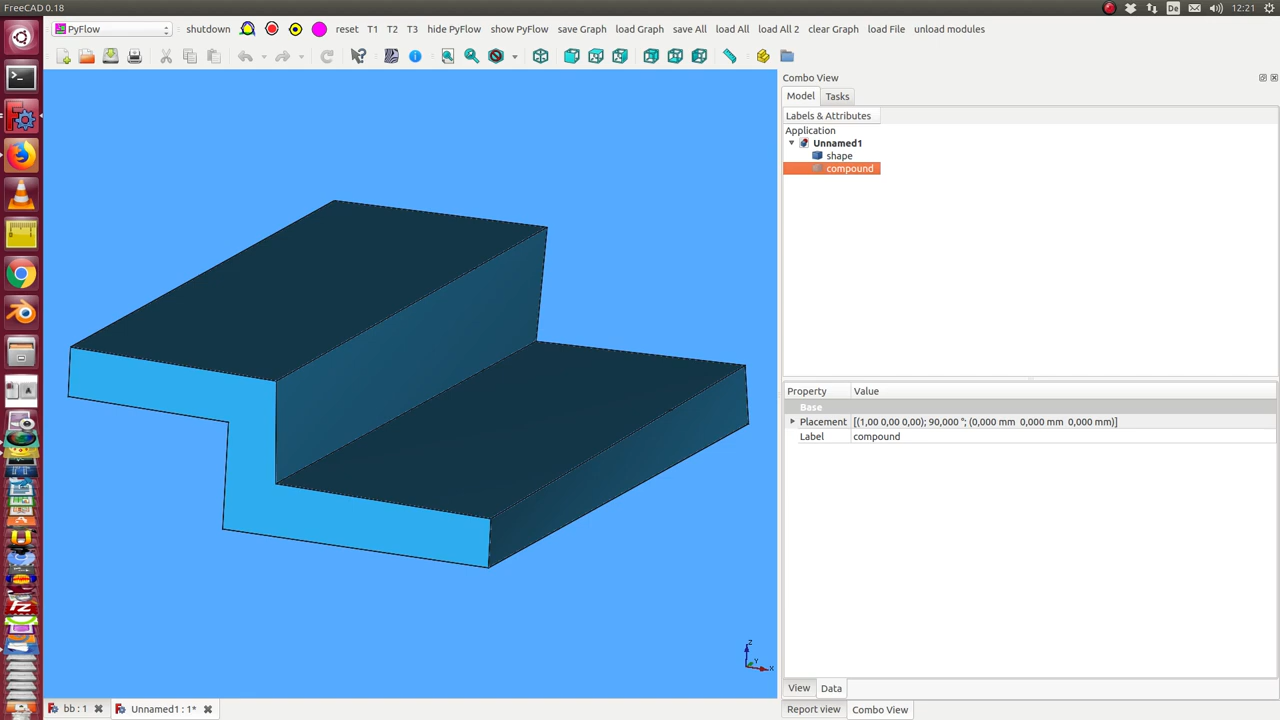 FreeCAD 0.18
De
12:21
PyFlow
shutdown
reset
T1
T2
T3
hide PyFlow
show PyFlow
save Graph
load Graph
save All
load All
load All 2
clear Graph
load File
unload modules
Combo View
Model
Tasks
Labels & Attributes
Application
Unnamed1
shape
compound
Property
Value
Base
Placement
[(1,00 0,00 0,00); 90,000 °; (0,000 mm 0,000 mm 0,000 mm)]
Label
compound
Z
Y
X
View
Data
bb : 1
Unnamed1 : 1*
Report view
Combo View